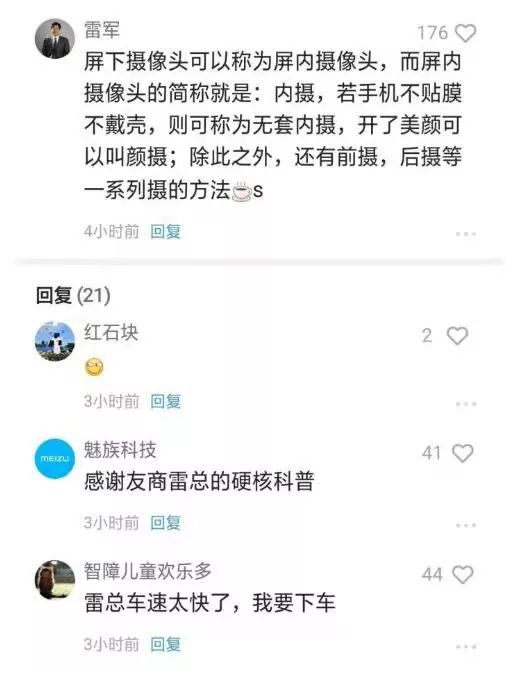 雷军
176
屏下摄像头可以称为屏内摄像头，而屏内
摄像头的简称就是：内摄，若手机不贴膜
不戴壳，则可称为无套内摄，开了美颜可
以叫颜摄；除此之外，还有前摄，后摄等
一系列摄的方法☕s
4小时前 回复
回复 (21)
红石块
2
3小时前 回复
MEIZU
魅族科技
41
感谢友商雷总的硬核科普
3小时前 回复
智障儿童欢乐多
44
雷总车速太快了，我要下车
3小时前 回复